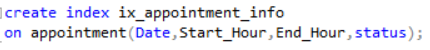 create index ix_appointment_info
on appointment(Date,Start_Hour,End_Hour,status);